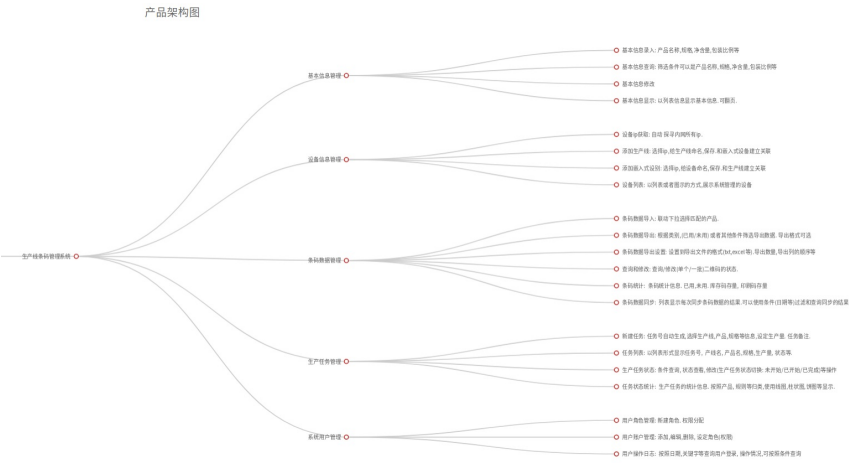 产品架构图
生产线条码管理系统
基本信息管理
基本信息录入: 产品名称,规格,净含量,包装比例等
基本信息查询: 筛选条件可以是产品名称,规格,净含量,包装比例等
基本信息修改
基本信息显示: 以列表信息显示基本信息. 可翻页.
设备信息管理
设备ip获取: 自动 探寻内网所有ip.
添加生产线: 选择ip,给生产线命名,保存.和嵌入式设备建立关联
添加嵌入式设别: 选择ip,给设备命名,保存.和生产线建立关联
设备列表: 以列表或者图示的方式,展示系统管理的设备
条码数据管理
条码数据导入: 联动下拉选择匹配的产品.
条码数据导出: 根据类别,(已用/未用)或者其他条件筛选导出数据. 导出格式可选
条码数据导出设置: 设置到导出文件的格式(txt,excel等).导出数量,导出列的顺序等
查询和修改: 查询/修改(单个/一批)二维码的状态.
条码统计: 条码统计信息. 已用,未用. 库存码存量, 印刷码存量
条码数据同步: 列表显示每次同步条码数据的结果.可以使用条件(日期等)过滤和查询同步的结果
生产任务管理
新建任务: 任务号自动生成,选择生产线,产品,规格等信息,设定生产量. 任务备注.
任务列表: 以列表形式显示任务号, 产线名,产品名,规格,生产量, 状态等.
生产任务状态: 条件查询, 状态查看,修改(生产任务状态切换: 未开始/已开始/已完成)等操作
任务状态统计: 生产任务的统计信息. 按照产品, 规则等归类,使用线图,柱状图,饼图等显示.
系统用户管理
用户角色管理: 新建角色. 权限分配
用户账户管理: 添加,编辑,删除, 设定角色(权限)
用户操作日志: 按照日期,关键字等查询用户登录, 操作情况,可按照条件查询